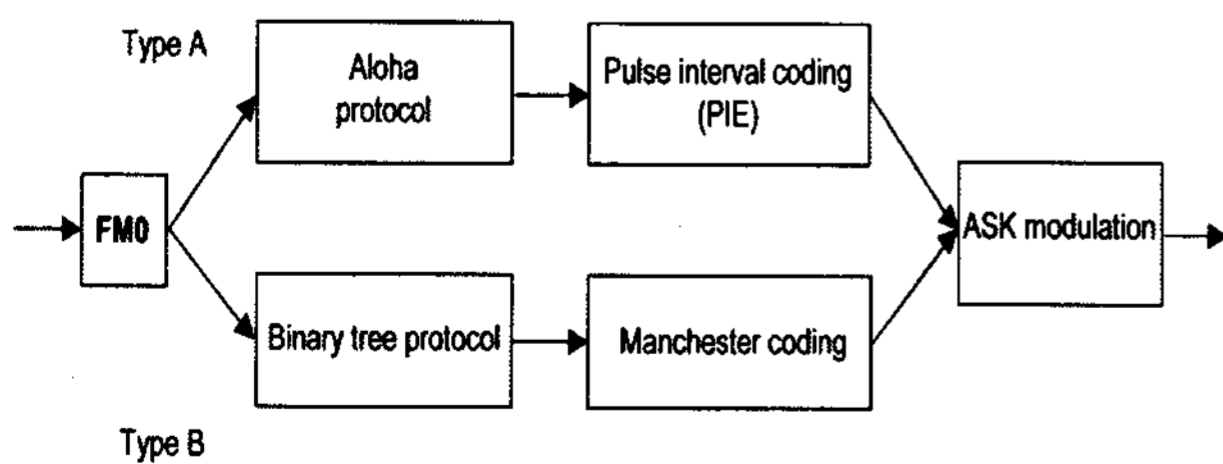 Type A
Aloha
protocol
Pulse interval coding
(PIE)
FM0
ASK modulation
Binary tree protocol
Manchester coding
Type B